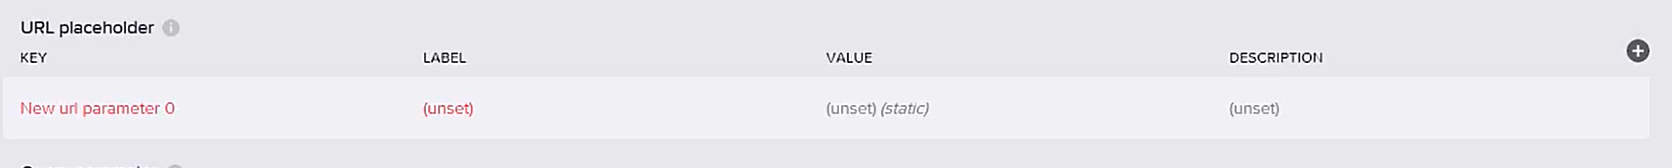 URL placeholder
KEY LABEL VALUE DESCRIPTION
New url parameter 0 (unset) (unset) (static) (unset)